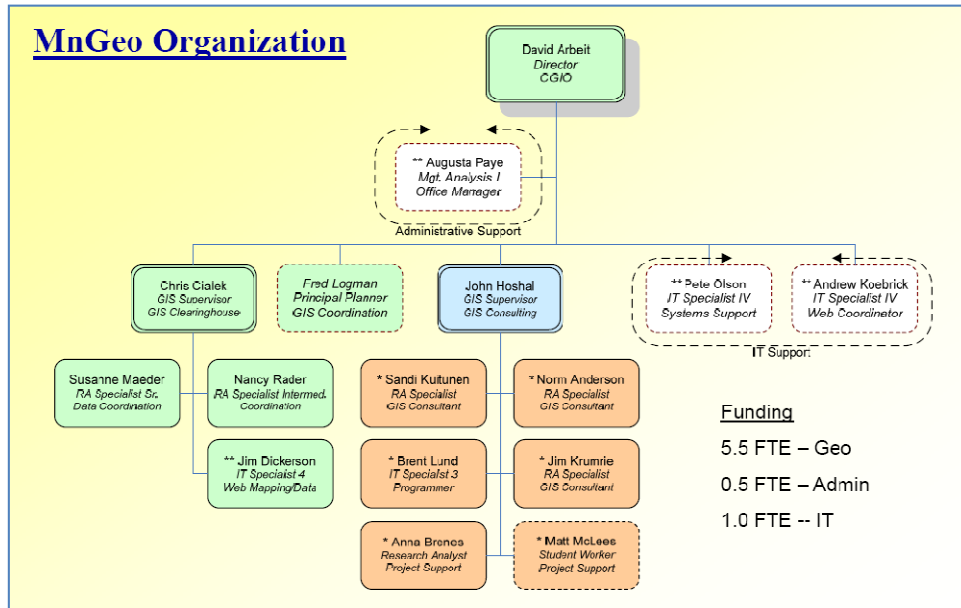 MnGeo Organization
David Arbeit
Director
CGIO
** Augusta Paye
Mgt. Analysis I
Office Manager
Administrative Support
Chris Cialek
GIS Supervisor
GIS Clearinghouse
Fred Logman
Principal Planner
GIS Coordination
John Hoshal
GIS Supervisor
GIS Consulting
** Pete Olson
IT Specialist IV
Systems Support
** Andrew Koebrick
IT Specialist IV
Web Coordinator
IT Support
Susanne Maeder
RA Specialist Sr.
Data Coordination
Nancy Rader
RA Specialist Intermed.
Coordination
* Sandi Kuitunen
RA Specialist
GIS Consultant
* Norm Anderson
RA Specialist
GIS Consultant
** Jim Dickerson
IT Specialist 4
Web Mapping/Data
* Brent Lund
IT Specialist 3
Programmer
* Jim Krumrie
RA Specialist
GIS Consultant
* Anna Brenes
Research Analyst
Project Support
* Matt McLees
Student Worker
Project Support
Funding
5.5 FTE – Geo
0.5 FTE – Admin
1.0 FTE -- IT